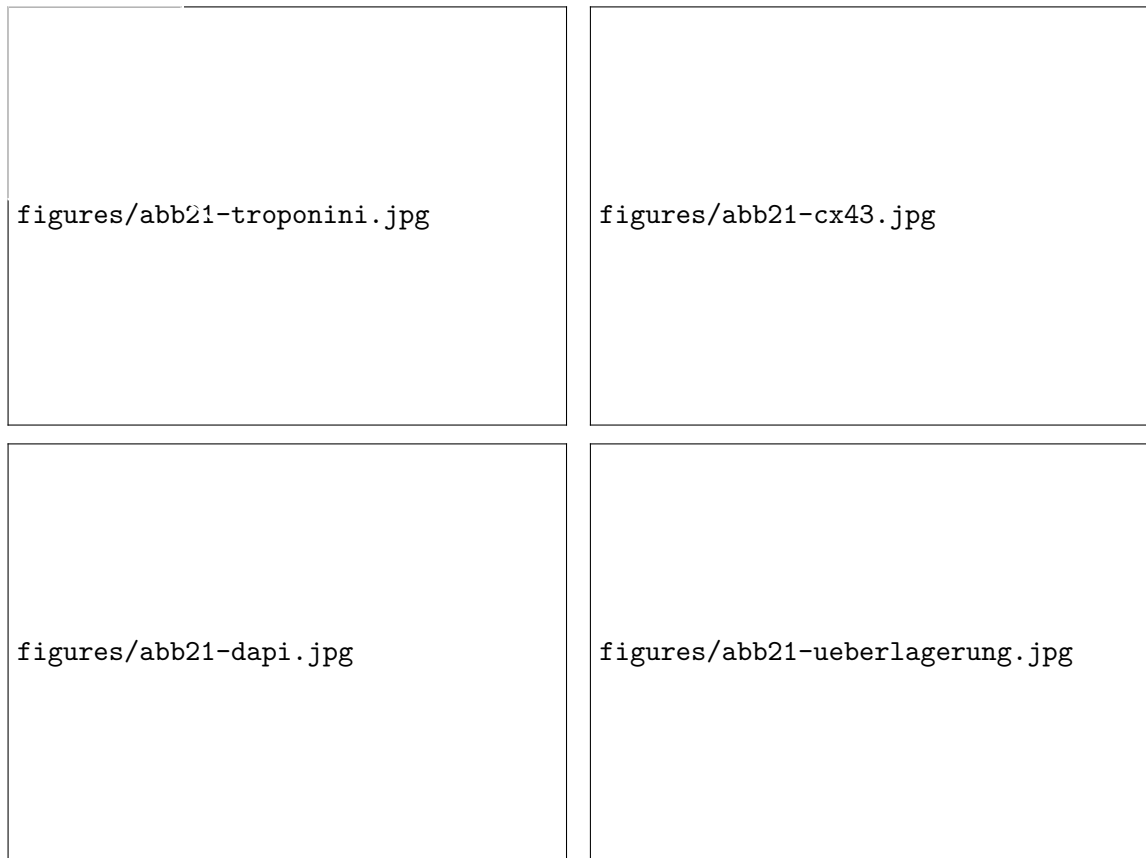 figures/abb21-troponini.jpg
figures/abb21-cx43.jpg
figures/abb21-dapi.jpg
figures/abb21-ueberlagerung.jpg